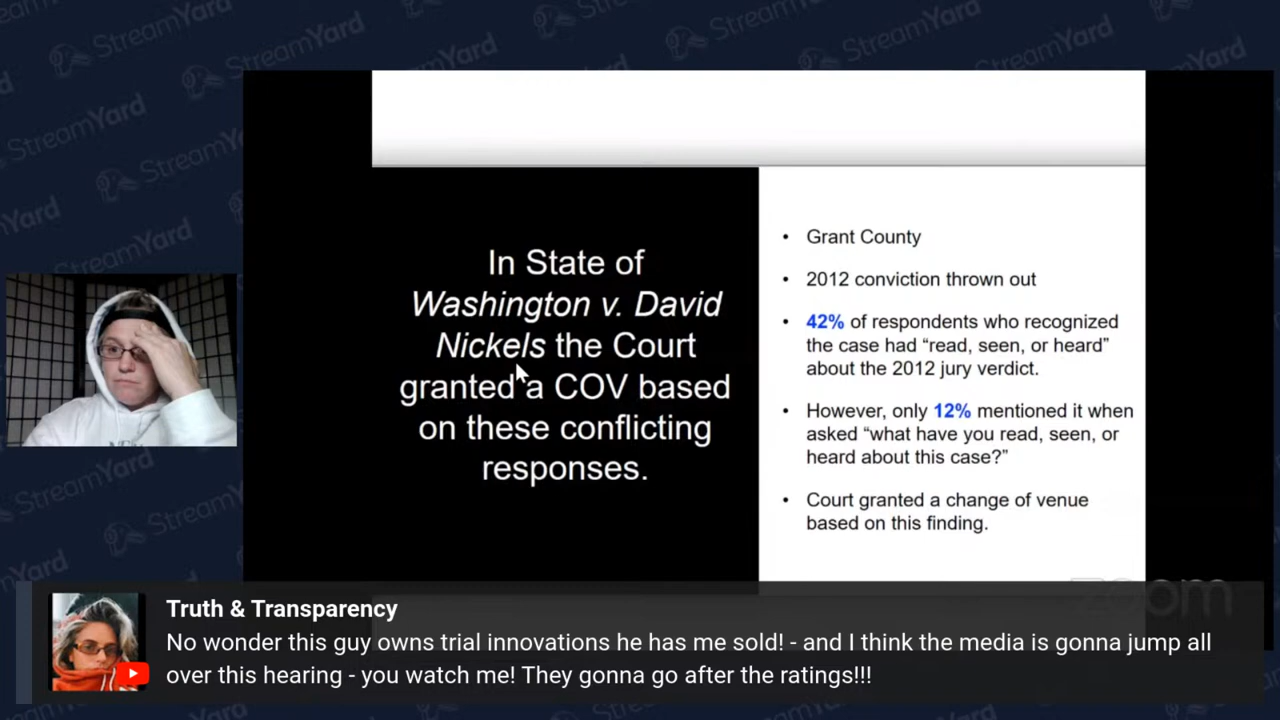 StreamYard
In State of
Washington v. David
Nickels the Court
granted a COV based
on these conflicting
responses.
• Grant County
• 2012 conviction thrown out
• 42% of respondents who recognized
the case had “read, seen, or heard”
about the 2012 jury verdict.
• However, only 12% mentioned it when
asked “what have you read, seen, or
heard about this case?”
• Court granted a change of venue
based on this finding.
zoom
Truth & Transparency
No wonder this guy owns trial innovations he has me sold! - and I think the media is gonna jump all
over this hearing - you watch me! They gonna go after the ratings!!!